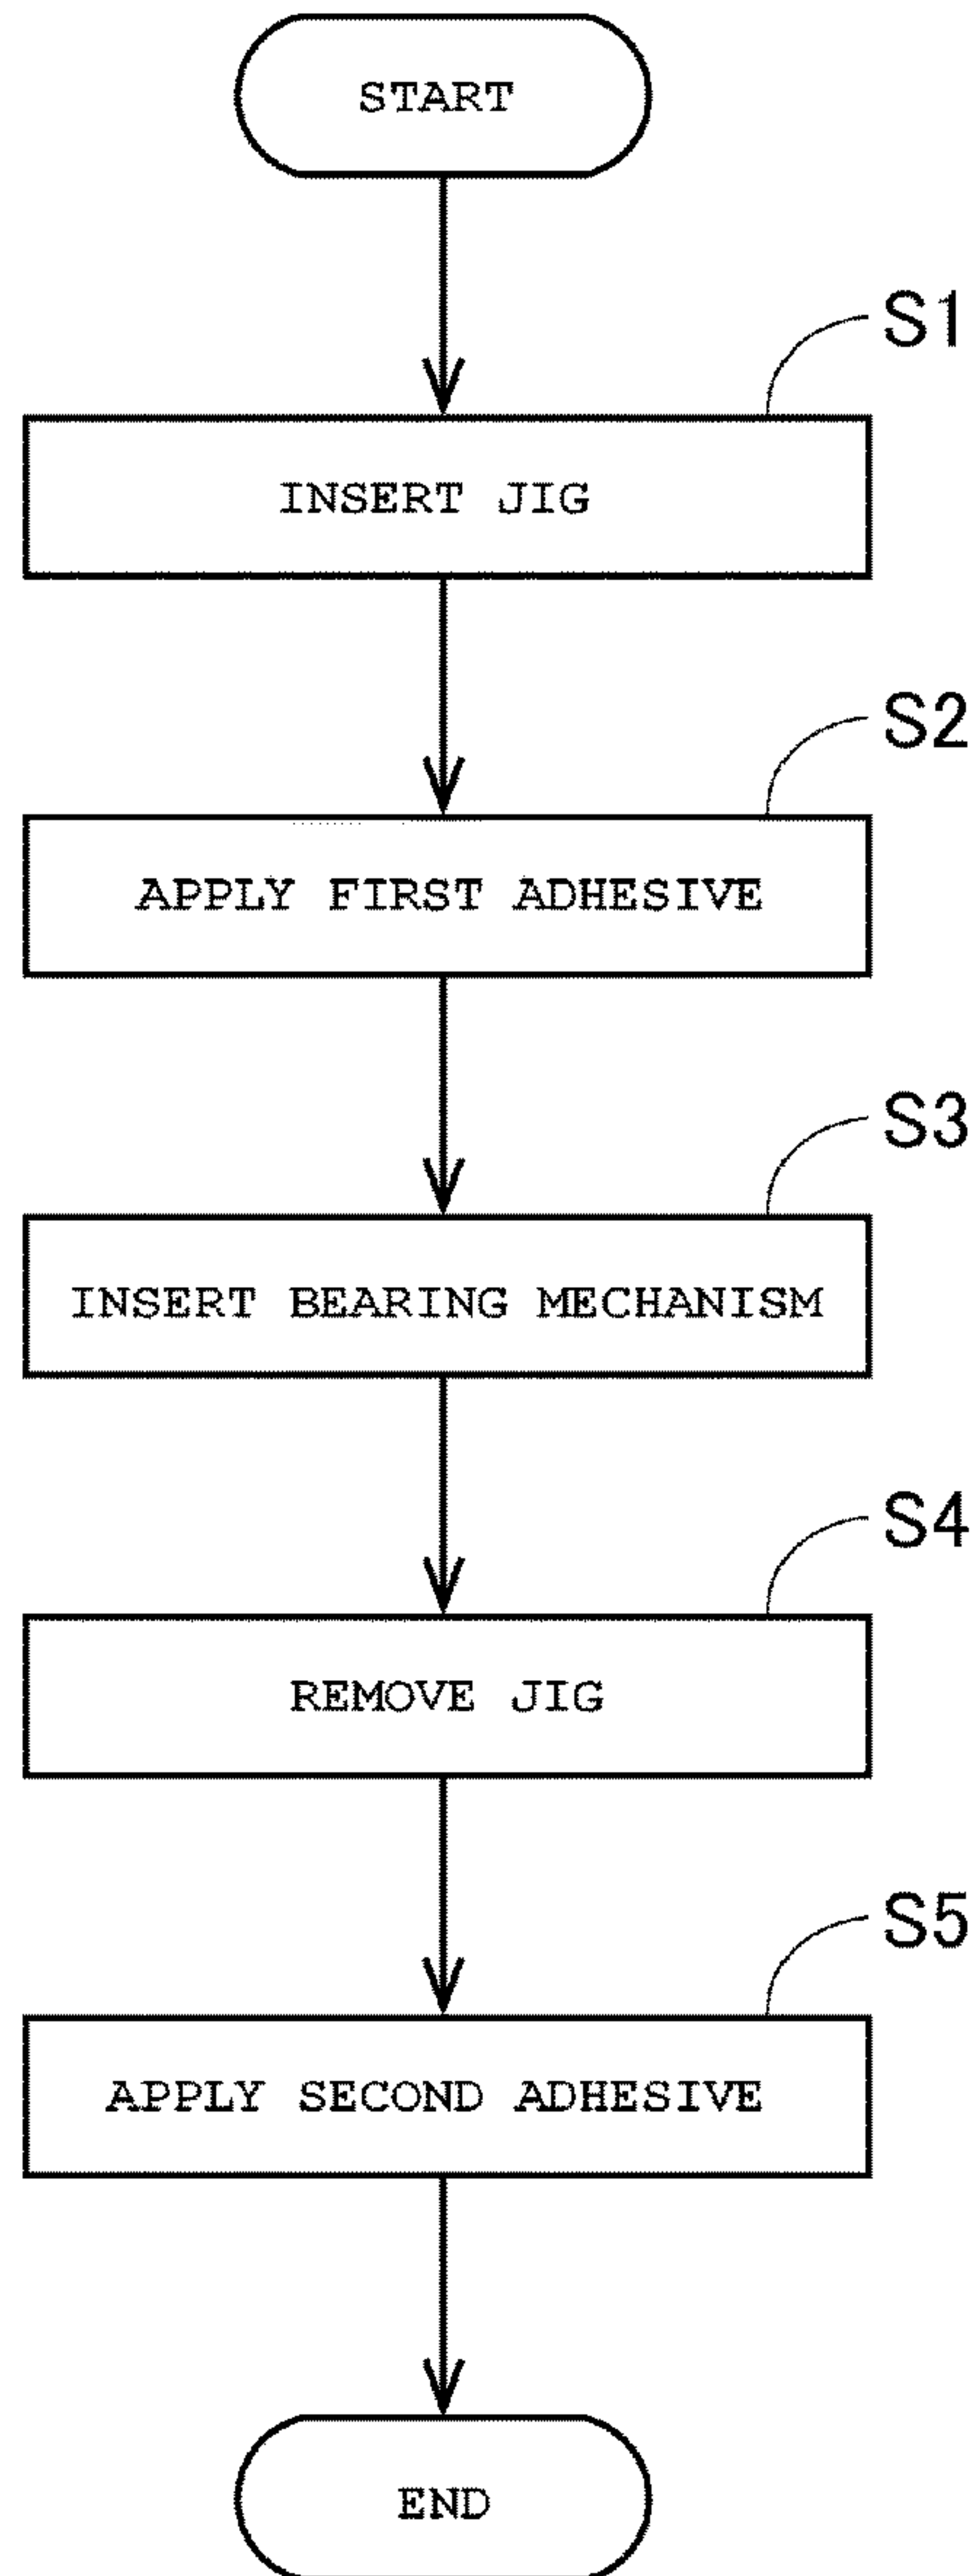 START
S1
INSERT JIG
S2
APPLY FIRST ADHESIVE
S3
INSERT BEARING MECHANISM
S4
REMOVE JIG
S5
APPLY SECOND ADHESIVE
END